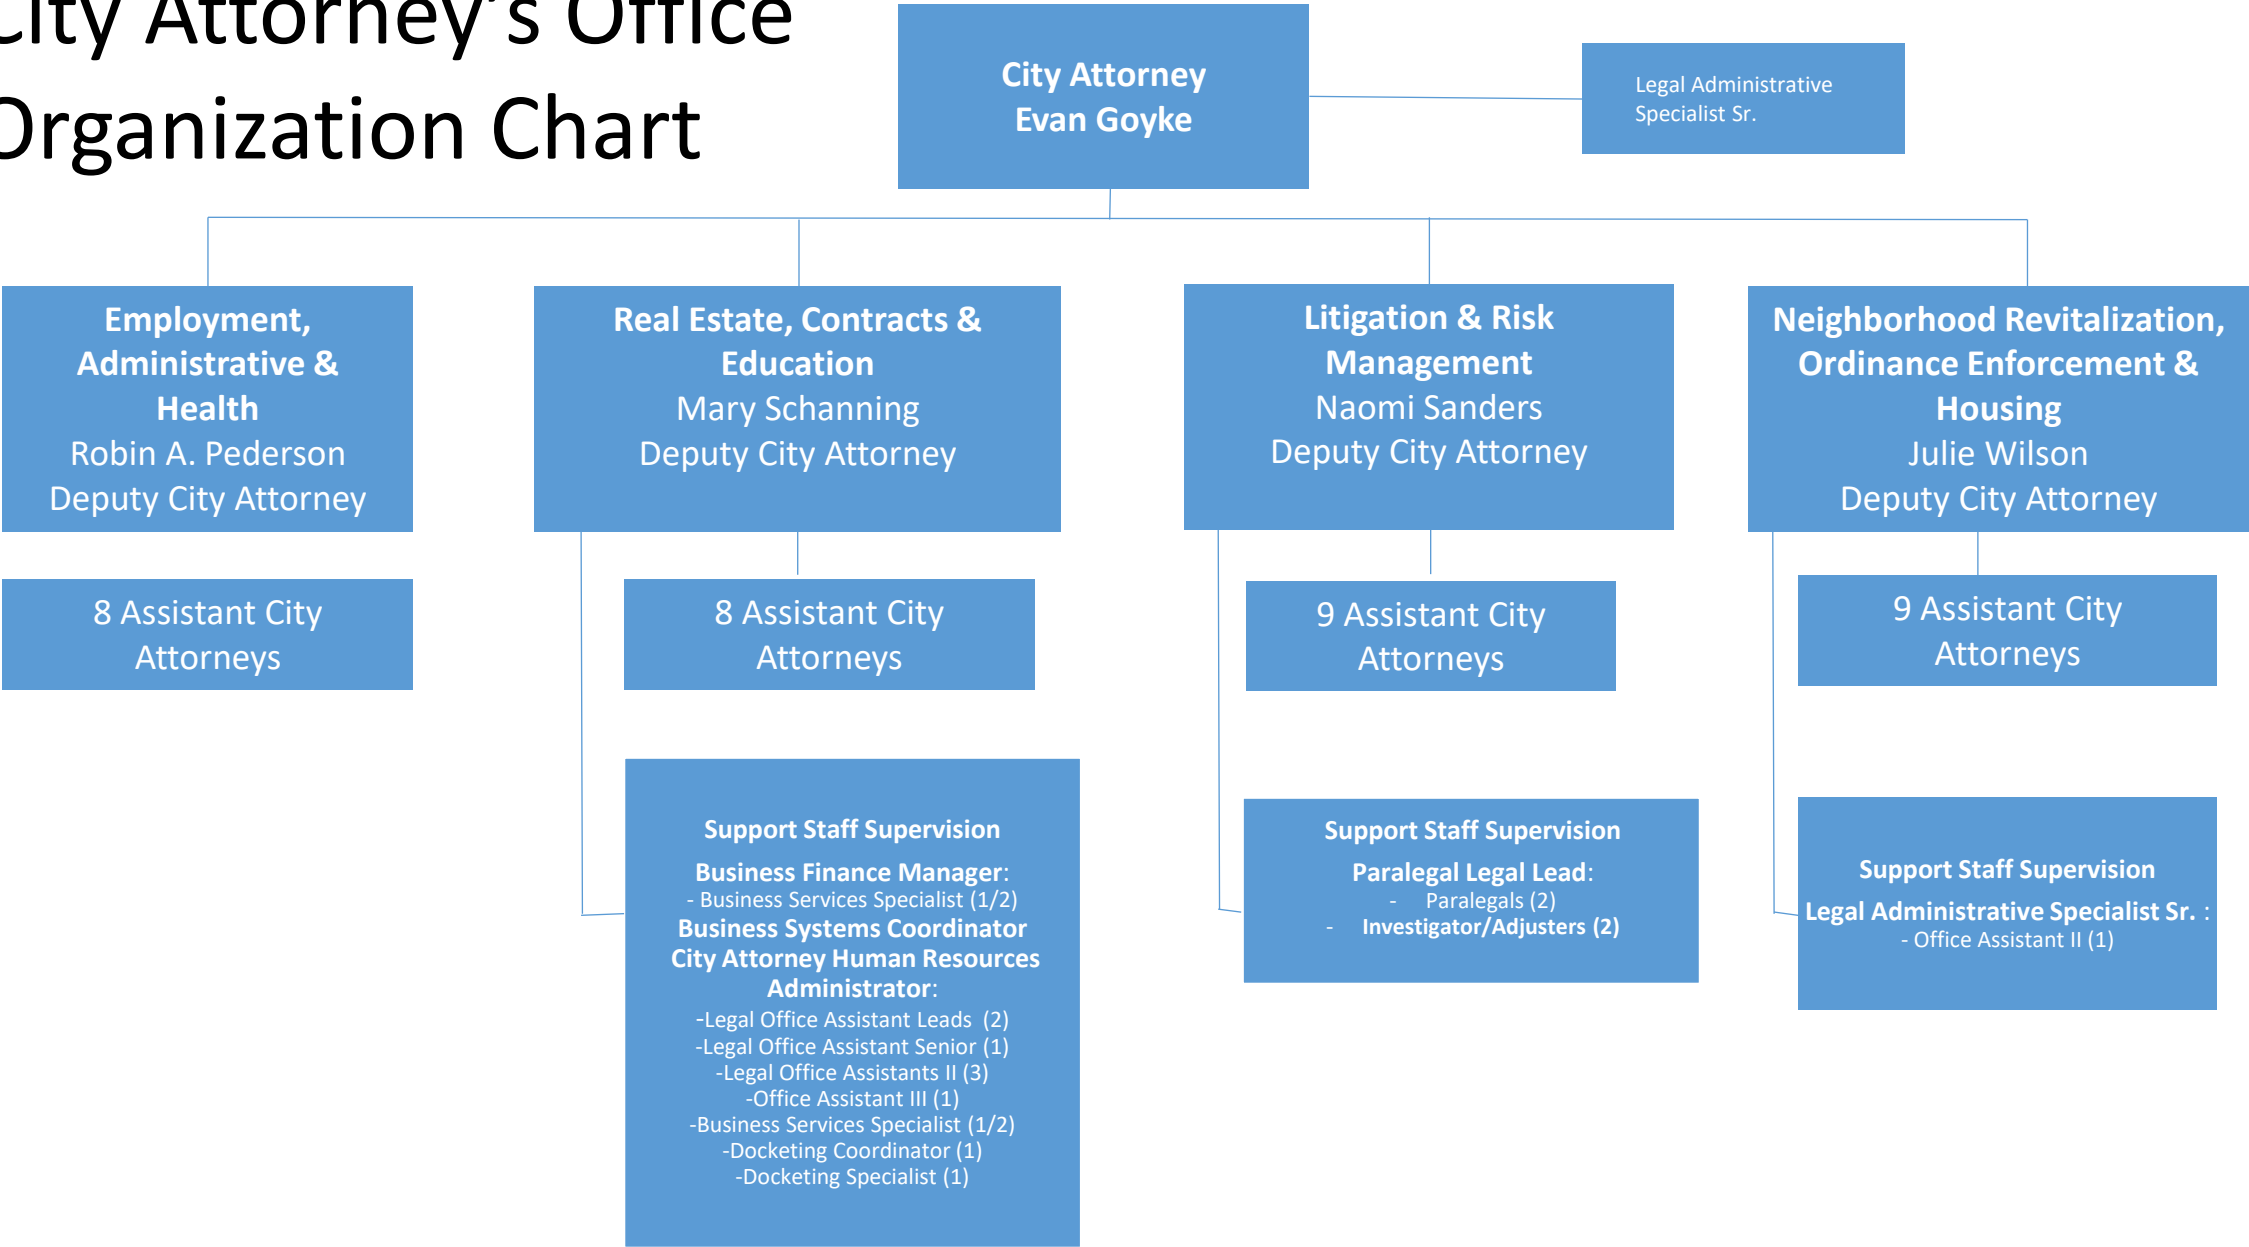 City Attorney's Office
Organization Chart
City Attorney
Evan Goyke
Legal Administrative
Specialist Sr.
Employment,
Administrative &
Health
Robin A. Pederson
Deputy City Attorney
Real Estate, Contracts &
Education
Mary Schanning
Deputy City Attorney
Litigation & Risk
Management
Naomi Sanders
Deputy City Attorney
Neighborhood Revitalization,
Ordinance Enforcement &
Housing
Julie Wilson
Deputy City Attorney
8 Assistant City
Attorneys
8 Assistant City
Attorneys
9 Assistant City
Attorneys
9 Assistant City
Attorneys
Support Staff Supervision
Business Finance Manager:
- Business Services Specialist (1/2)
Business Systems Coordinator
City Attorney Human Resources
Administrator:
-Legal Office Assistant Leads (2)
-Legal Office Assistant Senior (1)
-Legal Office Assistants II (3)
-Office Assistant III (1)
-Business Services Specialist (1/2)
-Docketing Coordinator (1)
-Docketing Specialist (1)
Support Staff Supervision
Paralegal Legal Lead:
- Paralegals (2)
- Investigator/Adjusters (2)
Support Staff Supervision
Legal Administrative Specialist Sr. :
- Office Assistant II (1)